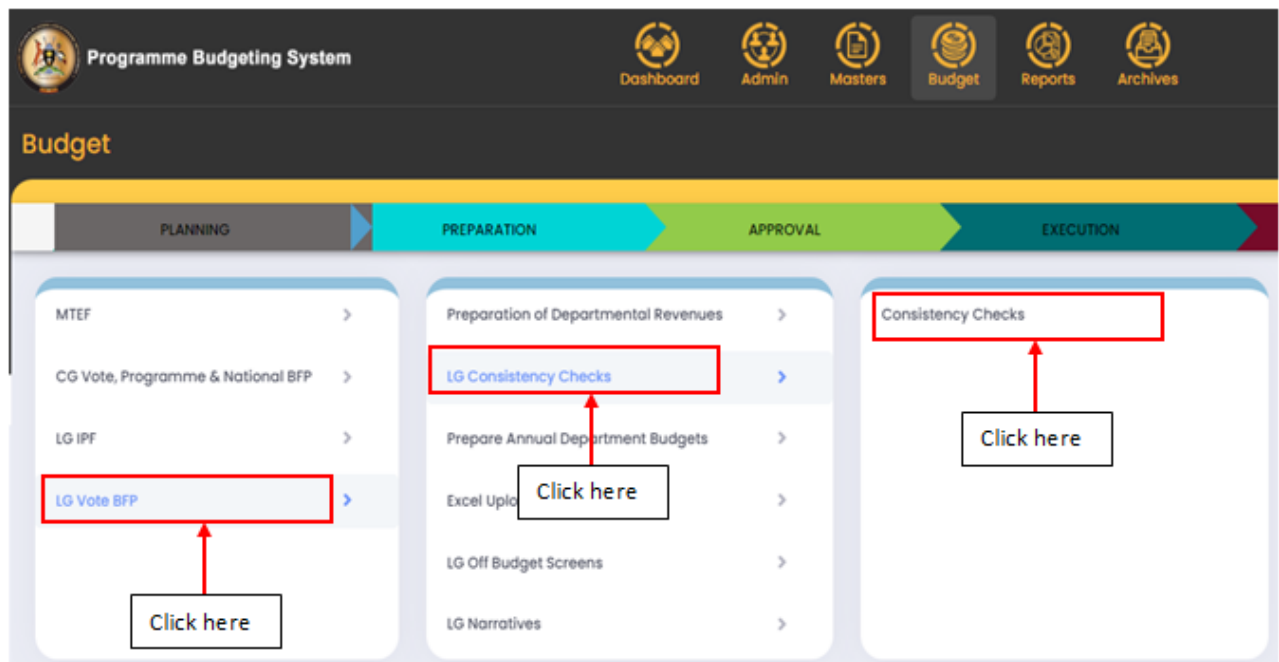 Programme Budgeting System
Dashboard
Admin
Masters
Budget
Reports
Archives
Budget
PLANNING
PREPARATION
APPROVAL
EXECUTION
MTEF
CG Vote, Programme & National BFP
LG IPF
LG Vote BFP
Click here
Preparation of Departmental Revenues
LG Consistency Checks
Prepare Annual Department Budgets
Excel
Click here
LG Off Budget Screens
LG Narratives
Consistency Checks
Click here